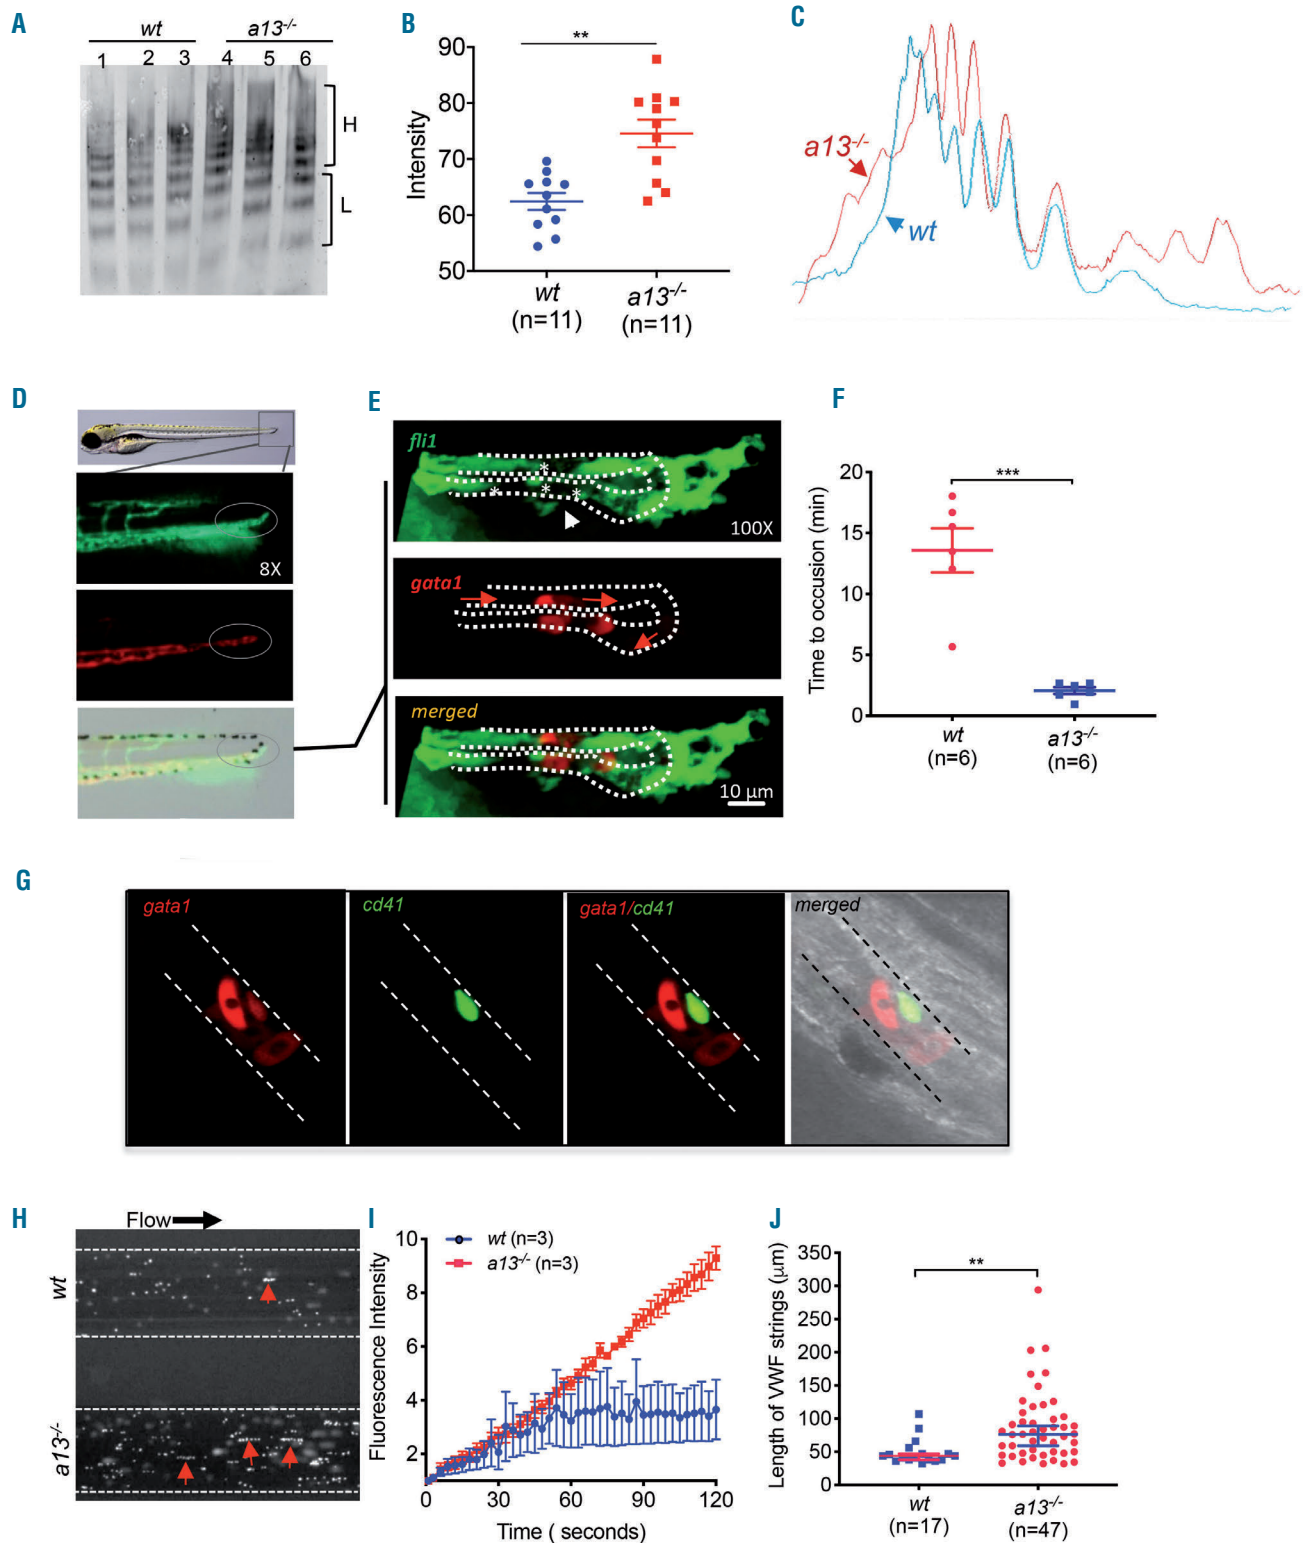 A
wt
a13-/-
1 2 3 4 5 6
H
L
B
**
Intensity
90
80
70
60
50
wt
(n=11)
a13-/-
(n=11)
C
a13-/-
wt
D
8X
E
fli1
*
* * *
100X
gata1
merged
10 µm
F
***
Time to occusion (min)
20
15
10
5
0
wt
(n=6)
a13-/-
(n=6)
G
gata1
cd41
gata1/cd41
merged
H
Flow
wt
a13-/-
I
wt (n=3)
a13-/- (n=3)
Fluorescence Intensity
10
8
6
4
2
0 30 60 90 120
Time ( seconds)
J
**
Length of VWF strings (µm)
350
300
250
200
150
100
50
0
wt
(n=17)
a13-/-
(n=47)